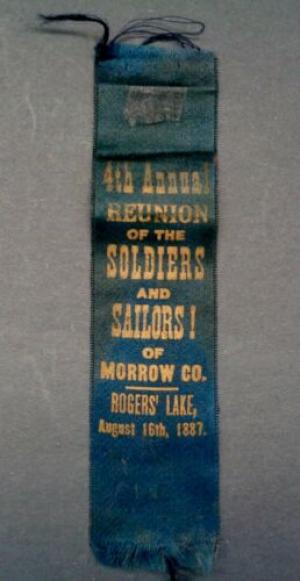 4th Annual
REUNION
OF THE
SOLDIERS
AND
SAILORS!
OF
MORROW CO.
ROGERS' LAKE,
August 16th, 1887.